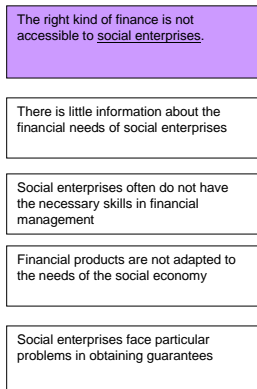 The right kind of finance is not
accessible to social enterprises.
There is little information about the
financial needs of social enterprises
Social enterprises often do not have
the necessary skills in financial
management
Financial products are not adapted to
the needs of the social economy
Social enterprises face particular
problems in obtaining guarantees